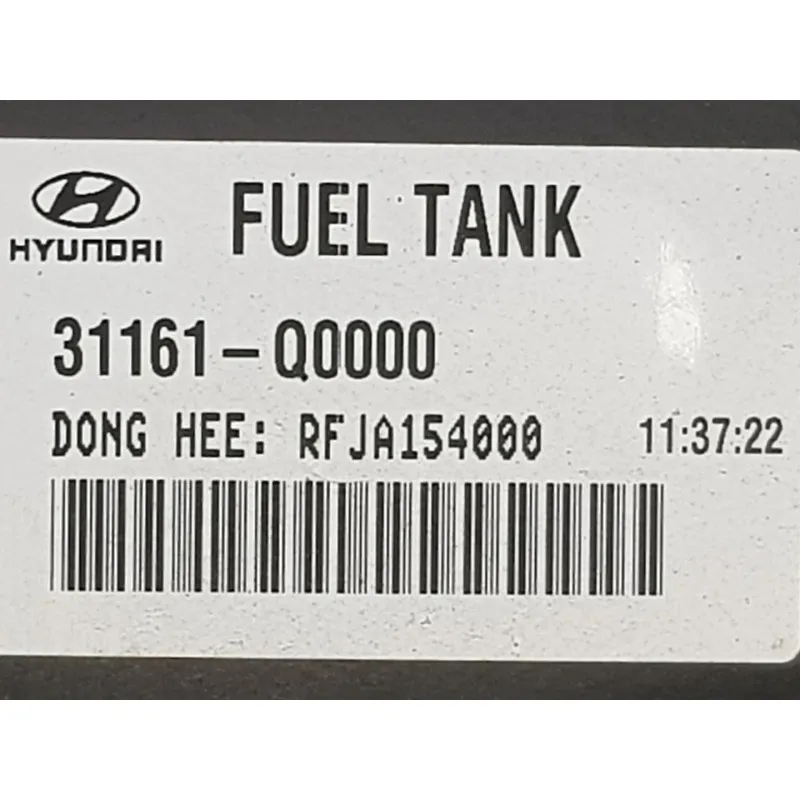 HYUNDAI FUEL TANK
31161-Q0000
DONG HEE: RFJA154000 11:37:22